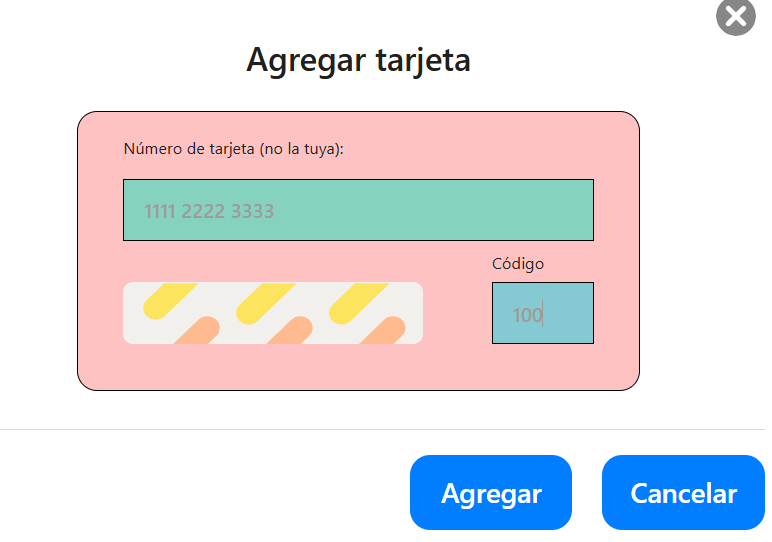 Agregar tarjeta
Número de tarjeta (no la tuya):
1111 2222 3333
Código
100
Agregar
Cancelar